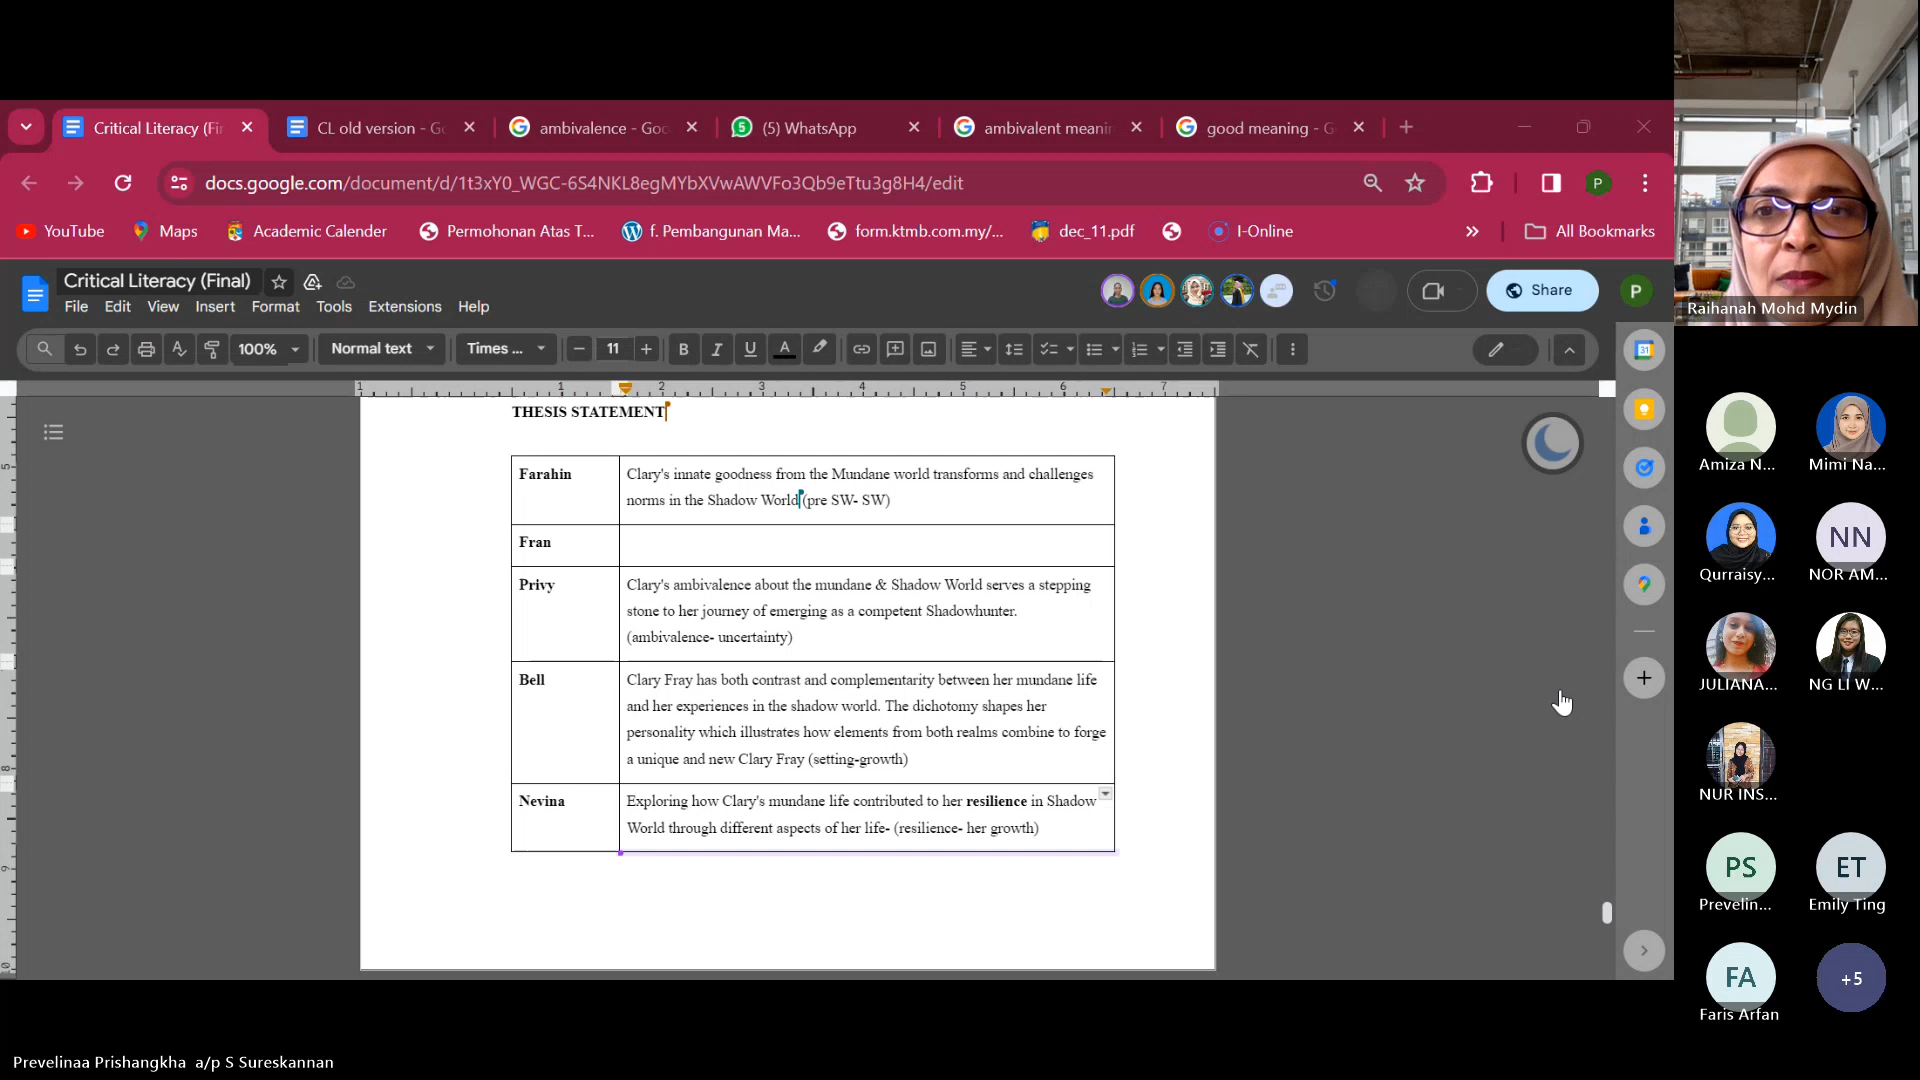 Critical Literacy (Fi
CL old version - Go
ambivalence - Goo
(5) WhatsApp
ambivalent meanin
good meaning - G
docs.google.com/document/d/1t3xY0_WGC-6S4NKL8egMYbXVwAWVFo3Qb9eTtu3g8H4/edit
P
YouTube
Maps
Academic Calender
Permohonan Atas T...
f. Pembangunan Ma...
form.ktmb.com.my/...
dec_11.pdf
I-Online
All Bookmarks
Critical Literacy (Final)
File Edit View Insert Format Tools Extensions Help
Share
P
100%
Normal text
Times ...
11
B I U A
1 1 2 3 4 5 6 7
THESIS STATEMENT
Farahin
Clary's innate goodness from the Mundane world transforms and challenges
norms in the Shadow World (pre SW- SW)
Fran
Privy
Clary's ambivalence about the mundane & Shadow World serves a stepping
stone to her journey of emerging as a competent Shadowhunter.
(ambivalence- uncertainty)
Bell
Clary Fray has both contrast and complementarity between her mundane life
and her experiences in the shadow world. The dichotomy shapes her
personality which illustrates how elements from both realms combine to forge
a unique and new Clary Fray (setting-growth)
Nevina
Exploring how Clary's mundane life contributed to her resilience in Shadow
World through different aspects of her life- (resilience- her growth)
Raihanah Mohd Mydin
Amiza N...
Mimi Na...
Qurraisy...
NN
NOR AM...
JULIANA...
NG LI W...
NUR INS...
PS
Prevelin...
ET
Emily Ting
FA
Faris Arfan
+5
Prevelinaa Prishangkha a/p S Sureskannan